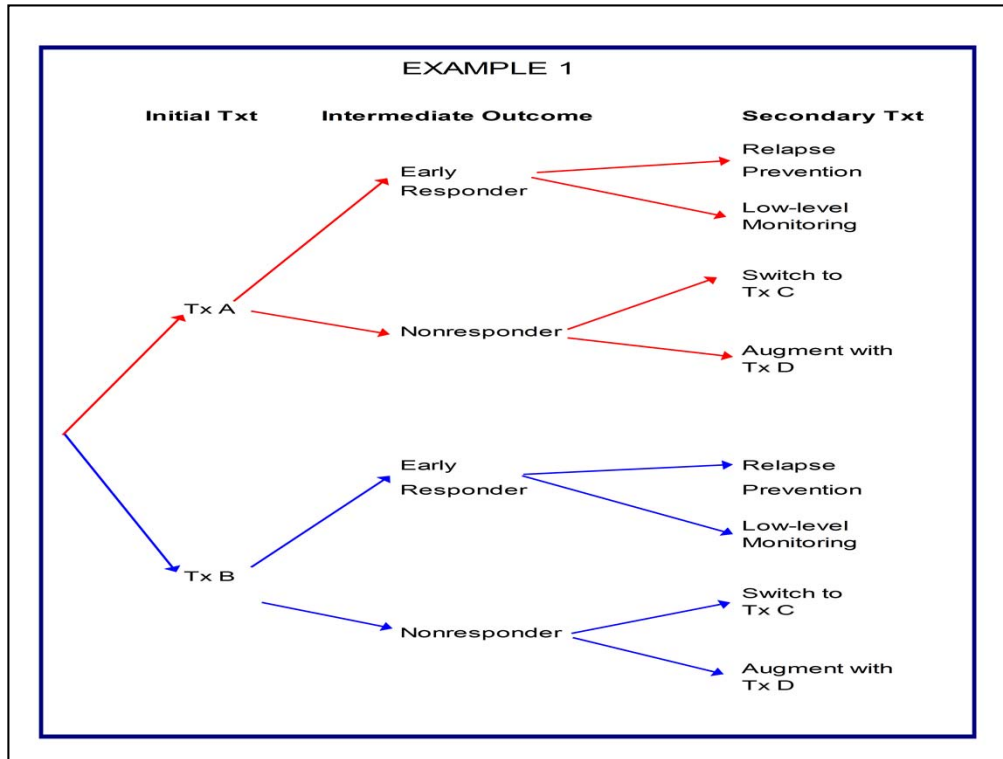 EXAMPLE 1
Initial Txt
Intermediate Outcome
Secondary Txt
Tx A
Early
Responder
Relapse
Prevention
Low-level
Monitoring
Nonresponder
Switch to
Tx C
Augment with
Tx D
Tx B
Early
Responder
Relapse
Prevention
Low-level
Monitoring
Nonresponder
Switch to
Tx C
Augment with
Tx D